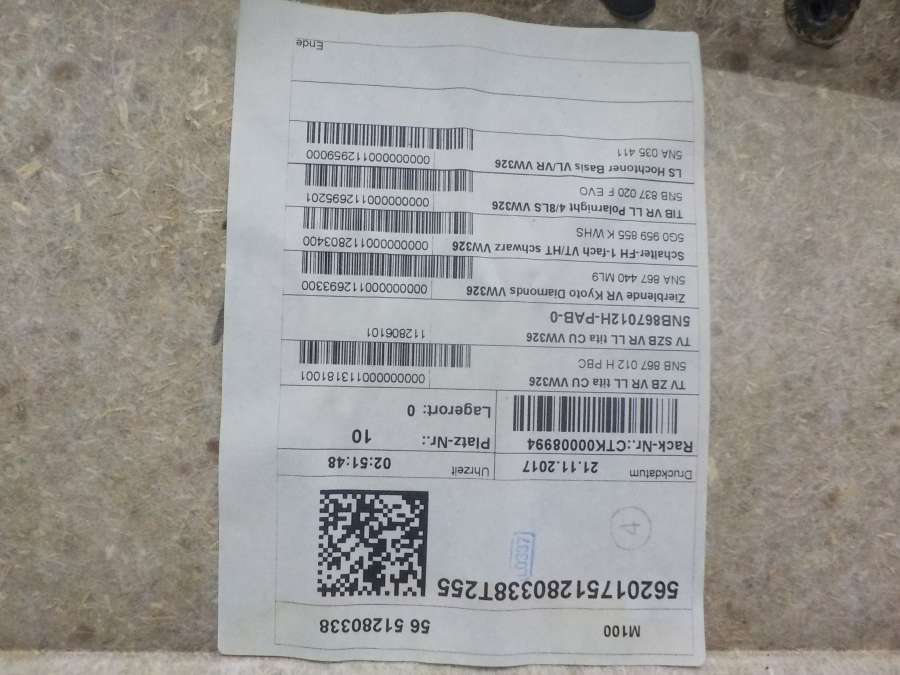 M100 56 51280338
56201751280338T255
4
L0337
Druckdatum 21.11.2017 Uhrzeit 02:51:48
Rack-Nr.:CTK00008994 Platz-Nr.: 10
Lagerort: 0
TV ZB VR LL tita CU VW326 000000000113181001
5NB 867 012 H PBC
TV SZB VR LL tita CU VW326 112806101
5NB867012H-PAB-0
Zierblende VR Kyoto Diamonds VW326 000000000112693300
5NA 867 440 ML9
Schalter-FH 1-fach VT/HT schwarz VW326 000000000112803400
5G0 959 855 K WHS
TIB VR LL Polarnight 4/8LS VW326 000000000112695201
5NB 837 020 F EVO
LS Hochtoner Basis VL/VR VW326 000000000112959000
5NA 035 411
Ende